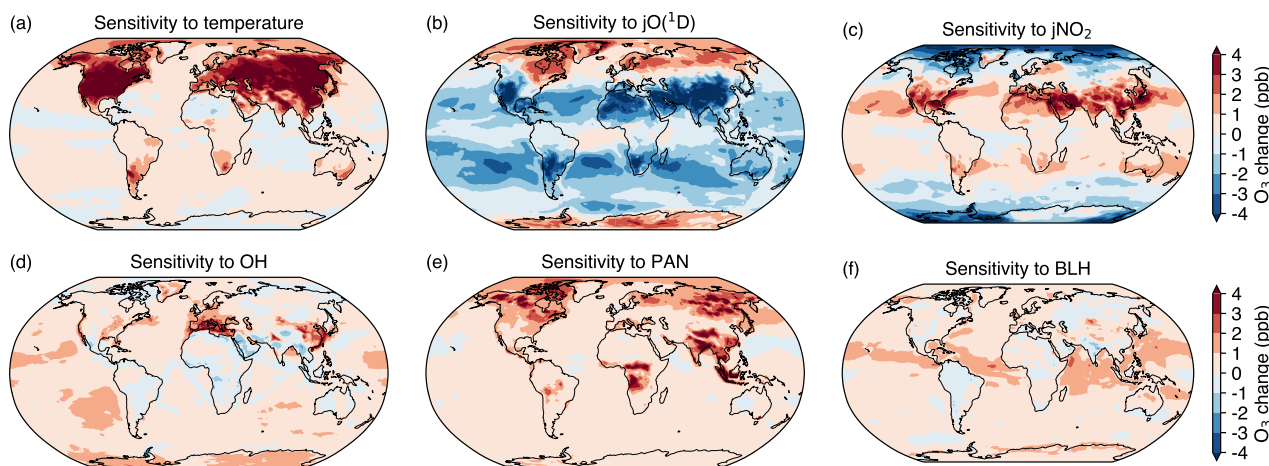 (a) Sensitivity to temperature
(b) Sensitivity to jO(¹D)
(c) Sensitivity to jNO₂
4
3
2
1
0
-1
-2
-3
-4
O₃ change (ppb)
(d) Sensitivity to OH
(e) Sensitivity to PAN
(f) Sensitivity to BLH
4
3
2
1
0
-1
-2
-3
-4
O₃ change (ppb)